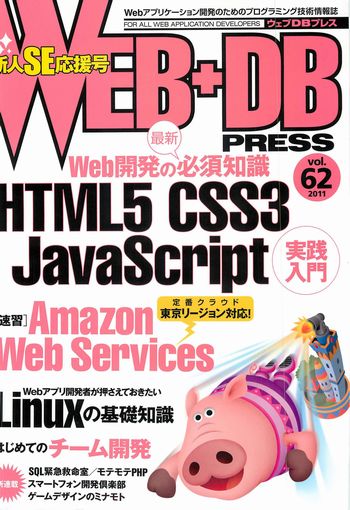 Webアプリケーション開発のためのプログラミング技術情報誌
FOR ALL WEB APPLICATION DEVELOPERS ウェブDBプレス
新人SE応援号
WEB+DB
PRESS
vol.
62
2011
最新
Web開発の必須知識
HTML5 CSS3
JavaScript
実践
入門
定番クラウド
東京リージョン対応!
[速習]Amazon
Web Services
Webアプリ開発者が押さえておきたい
Linuxの基礎知識
はじめてのチーム開発
新連載
SQL緊急救命室/モテモテPHP
スマートフォン開発倶楽部
ゲームデザインのミナモト